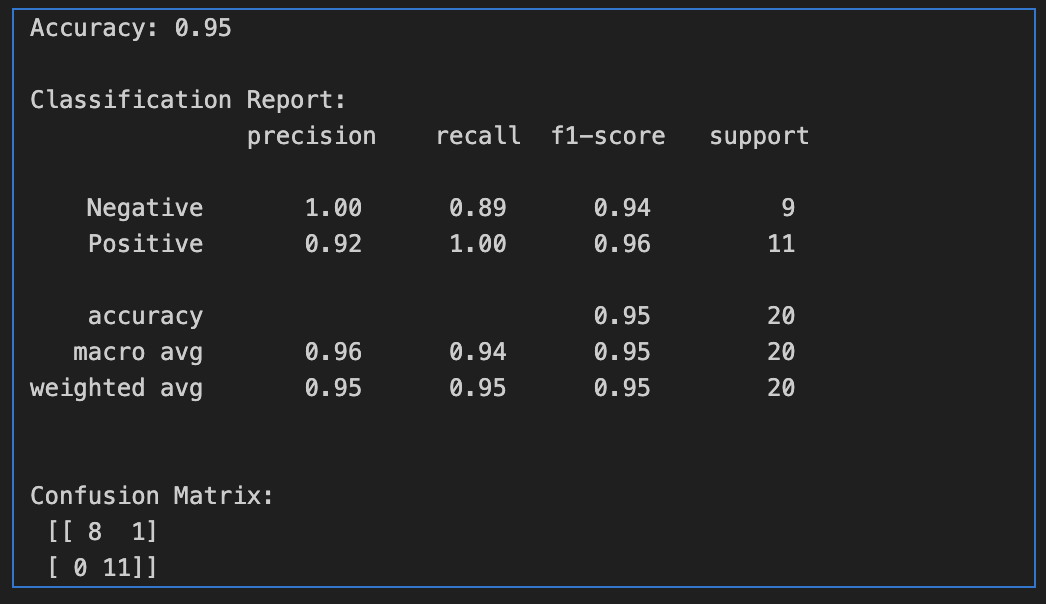 Accuracy: 0.95
Classification Report:
precision recall f1-score support
Negative 1.00 0.89 0.94 9
Positive 0.92 1.00 0.96 11
accuracy 0.95 20
macro avg 0.96 0.94 0.95 20
weighted avg 0.95 0.95 0.95 20
Confusion Matrix:
[[ 8 1]
[ 0 11]]